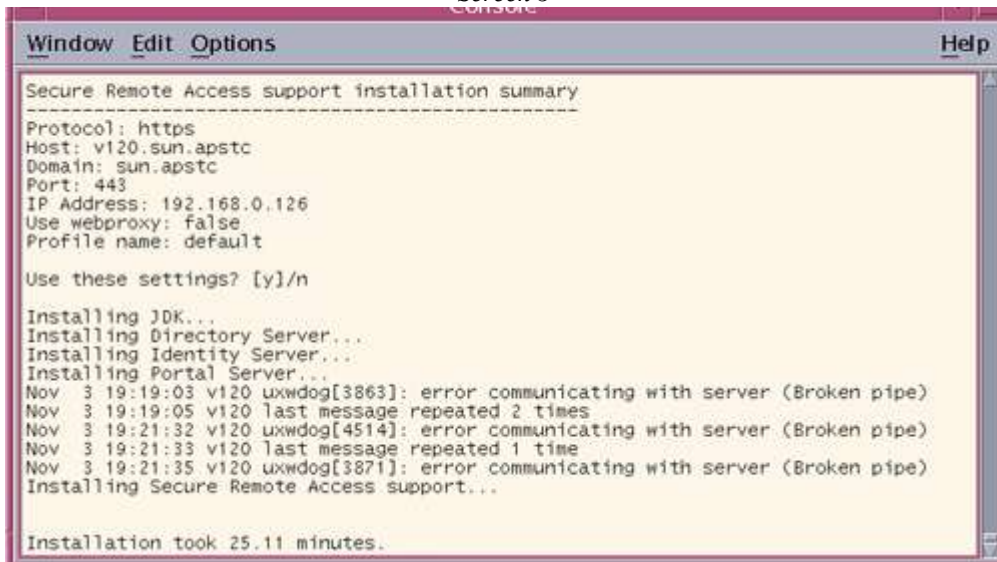 Console
Window Edit Options Help
Secure Remote Access support installation summary
-------------------------------------------------------
Protocol: https
Host: v120.sun.apstc
Domain: sun.apstc
Port: 443
IP Address: 192.168.0.126
Use webproxy: false
Profile name: default
Use these settings? [y]/n
Installing JDK...
Installing Directory Server...
Installing Identity Server...
Installing Portal Server...
Nov  3 19:19:03 v120 uxwdog[3863]: error communicating with server (Broken pipe)
Nov  3 19:19:05 v120 last message repeated 2 times
Nov  3 19:21:32 v120 uxwdog[4514]: error communicating with server (Broken pipe)
Nov  3 19:21:33 v120 last message repeated 1 time
Nov  3 19:21:35 v120 uxwdog[3871]: error communicating with server (Broken pipe)
Installing Secure Remote Access support...
Installation took 25.11 minutes.